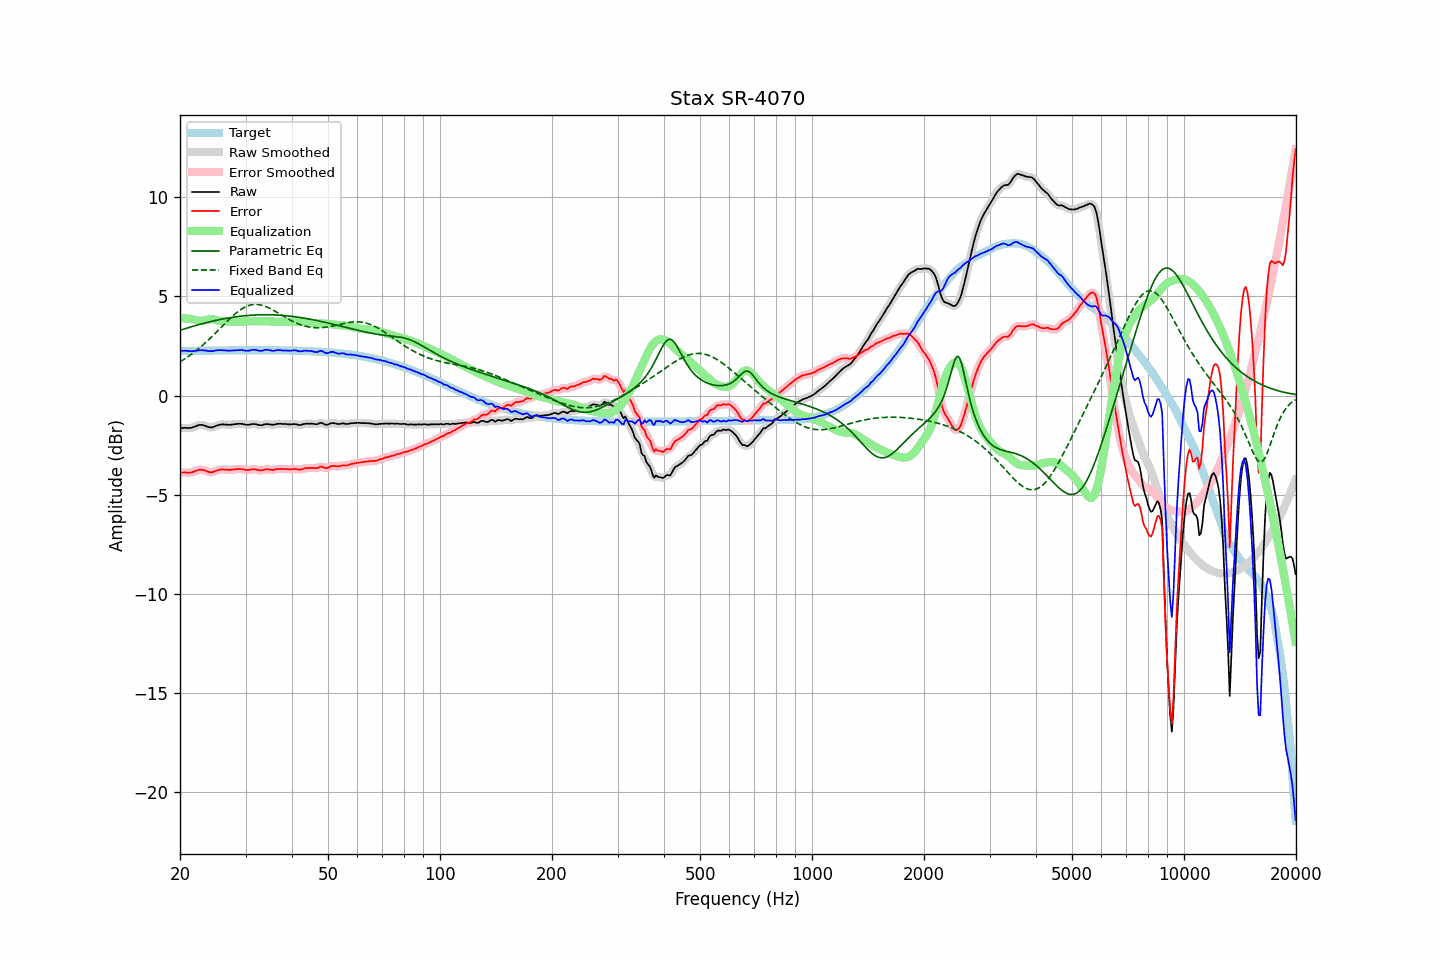 Stax SR-4070
Target
Raw Smoothed
Error Smoothed
Raw
Error
Equalization
Parametric Eq
Fixed Band Eq
Equalized
10
5
0
−5
−10
−15
−20
Amplitude (dBr)
20 50 100 200 500 1000 2000 5000 10000 20000
Frequency (Hz)